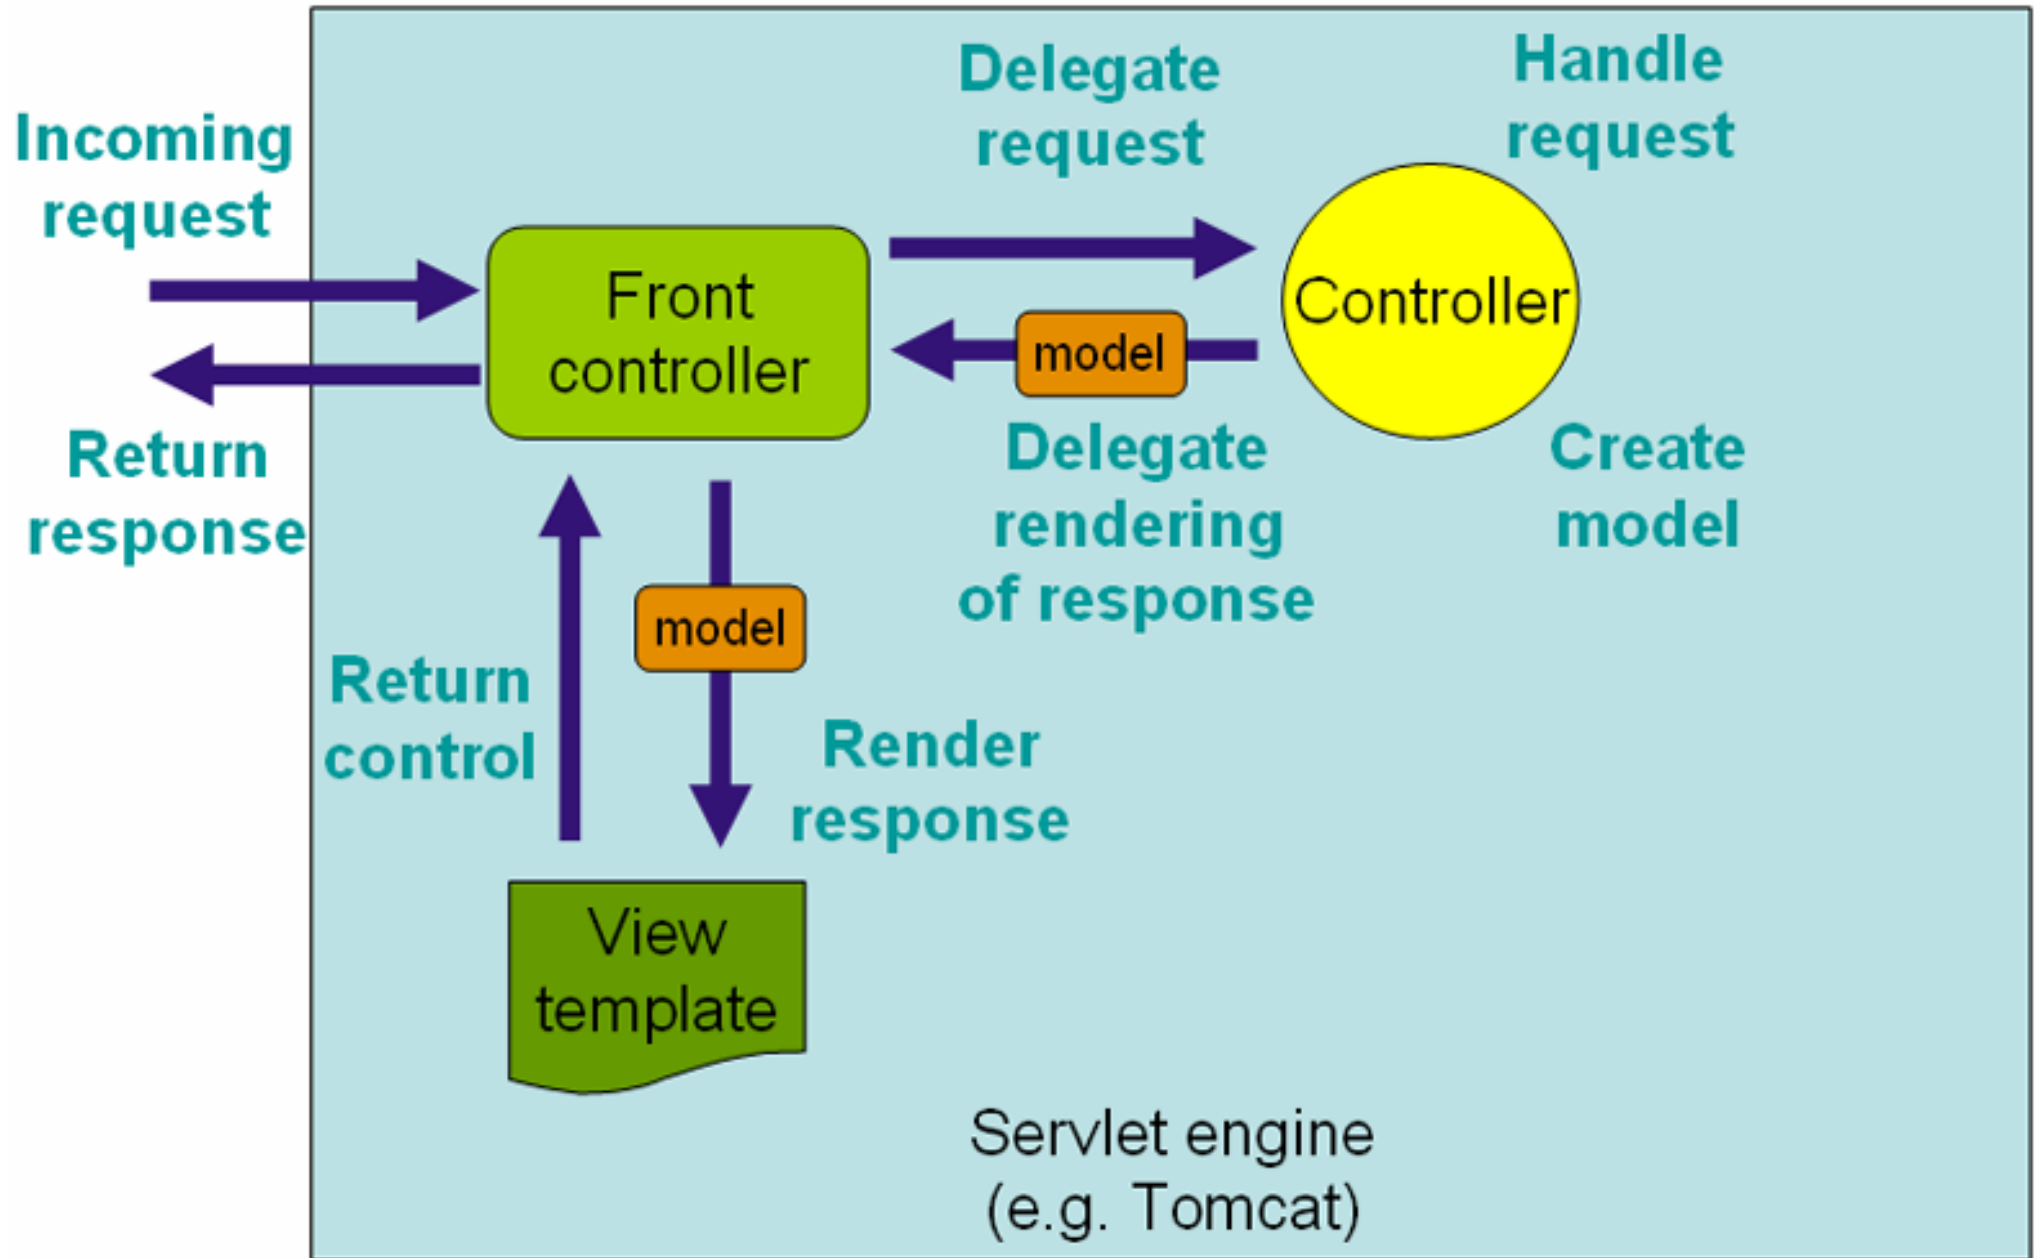 Incoming
request
Return
response
Front
controller
Delegate
request
Handle
request
Controller
model
Delegate
rendering
of response
Create
model
Return
control
model
Render
response
View
template
Servlet engine
(e.g. Tomcat)